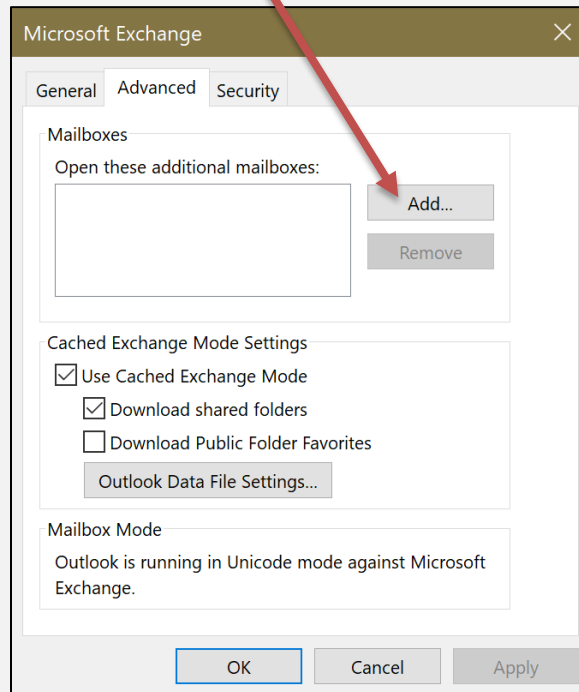 Microsoft Exchange
General Advanced Security
Mailboxes
Open these additional mailboxes:
Add...
Remove
Cached Exchange Mode Settings
Use Cached Exchange Mode
Download shared folders
Download Public Folder Favorites
Outlook Data File Settings...
Mailbox Mode
Outlook is running in Unicode mode against Microsoft
Exchange.
OK Cancel Apply